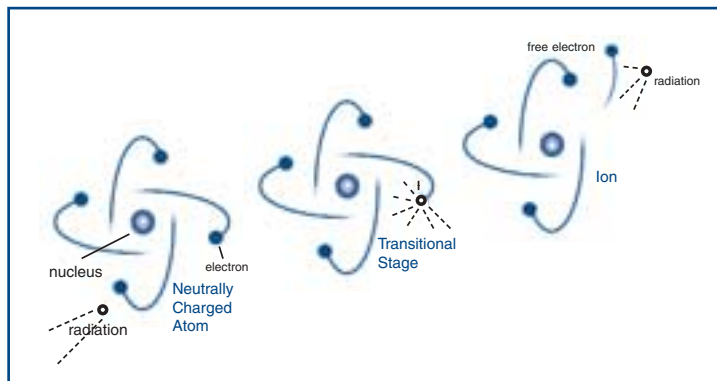 free electron
radiation
Ion
Transitional
Stage
nucleus
electron
Neutrally
Charged
Atom
radiation